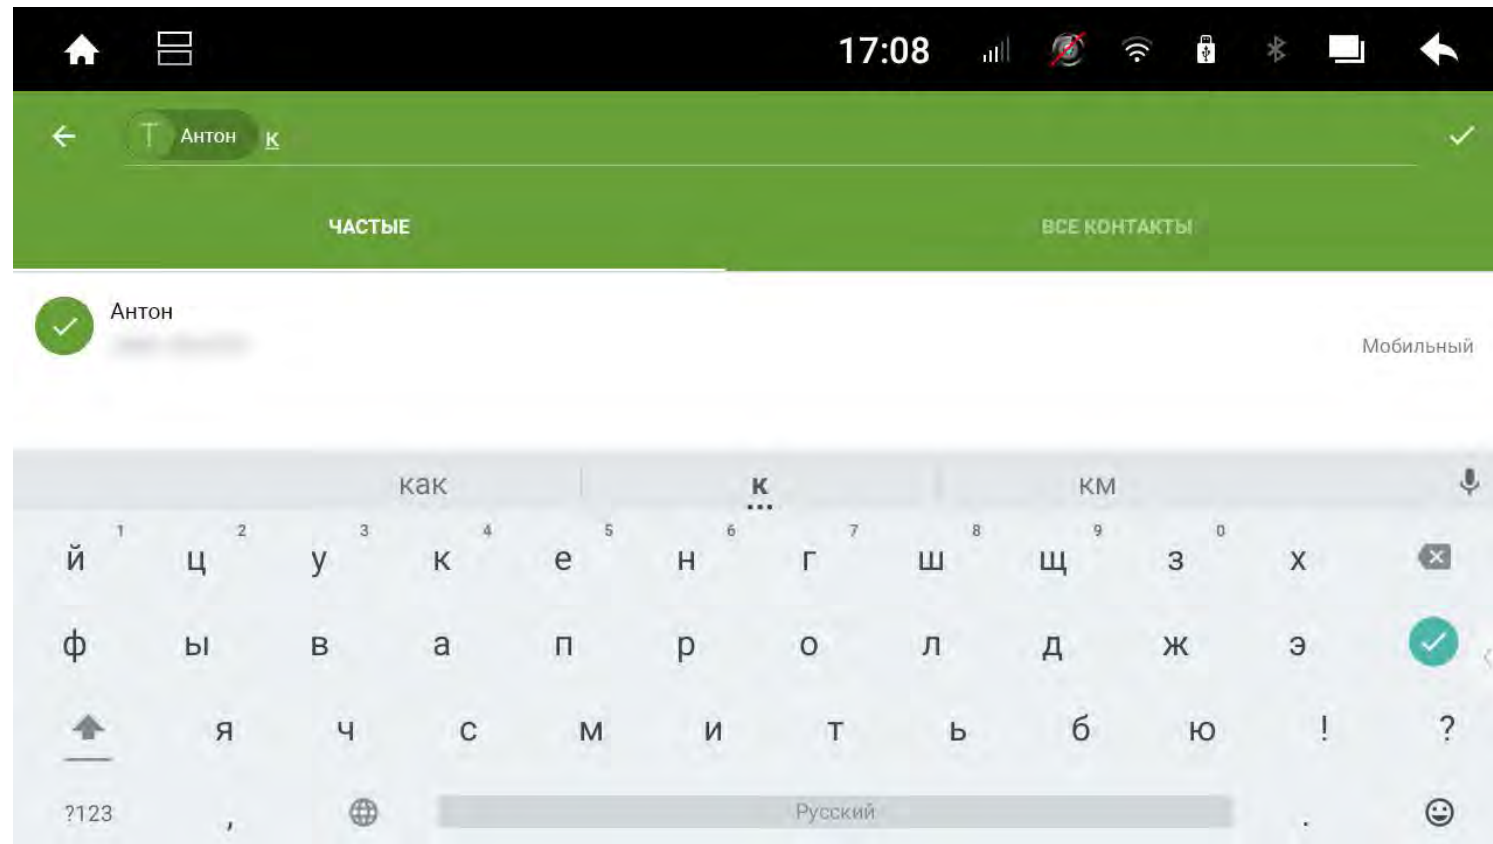 17:08
Т Антон к
ЧАСТЫЕ ВСЕ КОНТАКТЫ
Антон
Мобильный
как к км
1 2 3 4 5 6 7 8 9 0
й ц у к е н г ш щ з х
ф ы в а п р о л д ж э
я ч с м и т ь б ю ! ?
?123 , Русский .